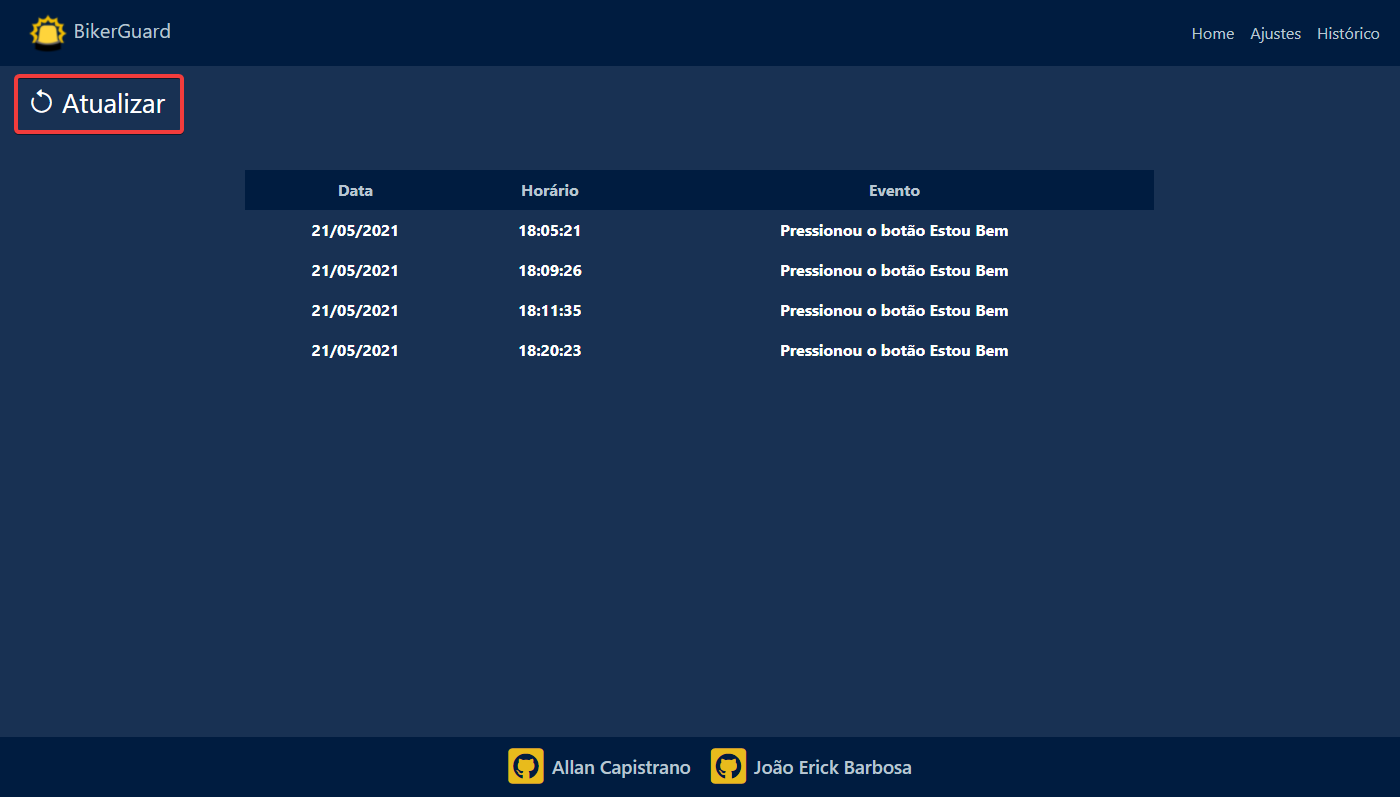 BikerGuard
Home Ajustes Histórico
Atualizar
Data Horário Evento
21/05/2021 18:05:21 Pressionou o botão Estou Bem
21/05/2021 18:09:26 Pressionou o botão Estou Bem
21/05/2021 18:11:35 Pressionou o botão Estou Bem
21/05/2021 18:20:23 Pressionou o botão Estou Bem
Allan Capistrano João Erick Barbosa